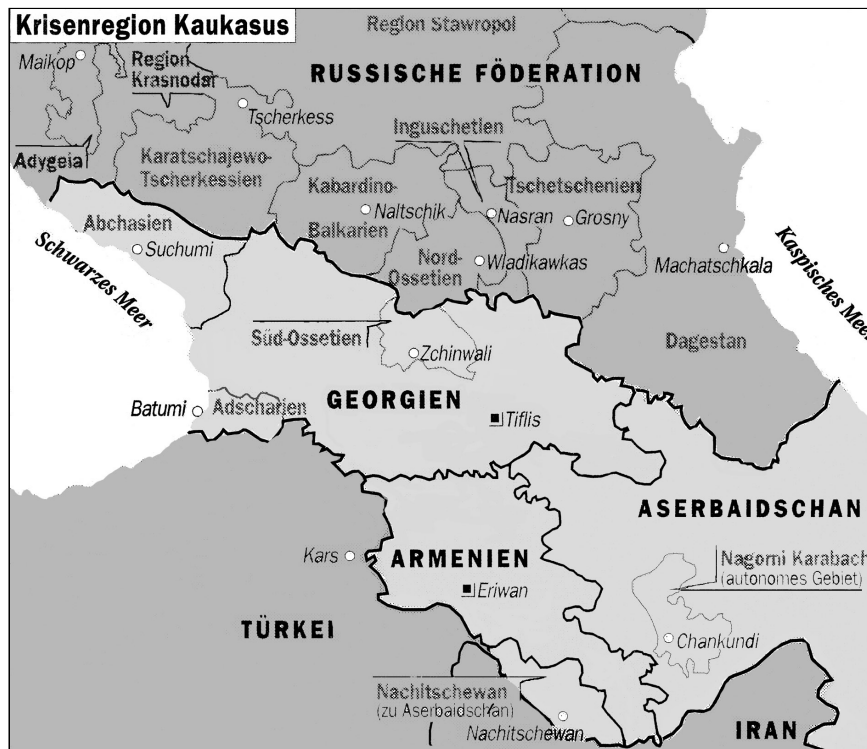 Krisenregion Kaukasus
Region Stawropol
Maikop
Region
Krasnodar
RUSSISCHE FÖDERATION
Tscherkess
Inguschetien
Adygeia
Karatschajewo-
Tscherkessien
Kabardino-
Balkarien
Naltschik
Tschetschenien
Nasran
Grosny
Abchasien
Suchumi
Schwarzes Meer
Nord-
Ossetien
Wladikawkas
Machatschkala
Kaspisches Meer
Süd-Ossetien
Zchinwali
Dagestan
Batumi
Adscharien
GEORGIEN
Tiflis
ASERBAIDSCHAN
Kars
ARMENIEN
Nagorni Karabach
(autonomes Gebiet)
Eriwan
TÜRKEI
Chankundi
Nachitschewan
(zu Aserbaidschan)
Nachitschewan
IRAN